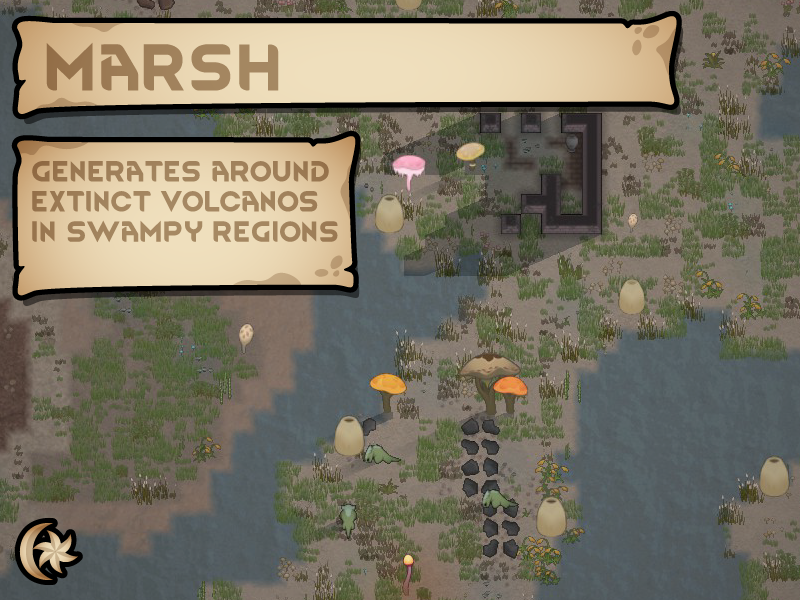 MARSH
GENERATES AROUND
EXTINCT VOLCANOS
IN SWAMPY REGIONS